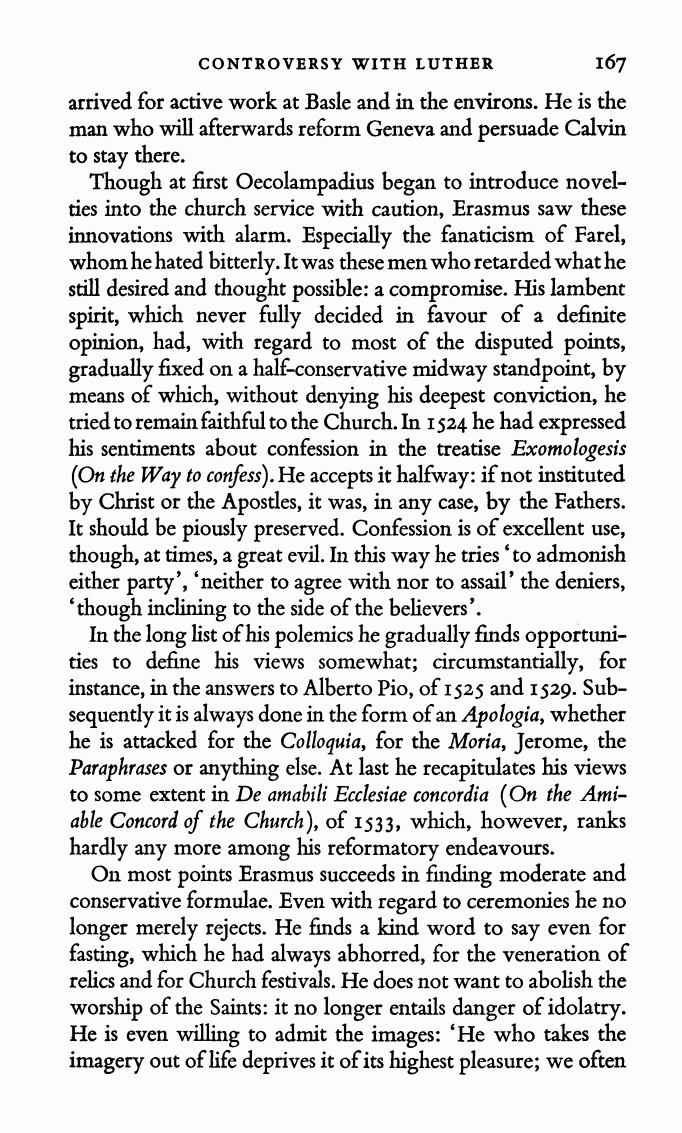 CONTROVERSY WITH LUTHER 167
arrived for active work at Basle and in the environs. He is the
man who will afterwards reform Geneva and persuade Calvin
to stay there.
Though at first Oecolampadius began to introduce novel-
ties into the church service with caution, Erasmus saw these
innovations with alarm. Especially the fanaticism of Farel,
whom he hated bitterly. It was these men who retarded what he
still desired and thought possible: a compromise. His lambent
spirit, which never fully decided in favour of a definite
opinion, had, with regard to most of the disputed points,
gradually fixed on a half-conservative midway standpoint, by
means of which, without denying his deepest conviction, he
tried to remain faithful to the Church. In 1524 he had expressed
his sentiments about confession in the treatise Exomologesis
(On the Way to confess). He accepts it halfway: if not instituted
by Christ or the Apostles, it was, in any case, by the Fathers.
It should be piously preserved. Confession is of excellent use,
though, at times, a great evil. In this way he tries ‘to admonish
either party’, ‘neither to agree with nor to assail’ the deniers,
‘though inclining to the side of the believers’.
In the long list of his polemics he gradually finds opportuni-
ties to define his views somewhat; circumstantially, for
instance, in the answers to Alberto Pio, of 1525 and 1529. Sub-
sequently it is always done in the form of an Apologia, whether
he is attacked for the Colloquia, for the Moria, Jerome, the
Paraphrases or anything else. At last he recapitulates his views
to some extent in De amabili Ecclesiae concordia (On the Ami-
able Concord of the Church), of 1533, which, however, ranks
hardly any more among his reformatory endeavours.
On most points Erasmus succeeds in finding moderate and
conservative formulae. Even with regard to ceremonies he no
longer merely rejects. He finds a kind word to say even for
fasting, which he had always abhorred, for the veneration of
relics and for Church festivals. He does not want to abolish the
worship of the Saints: it no longer entails danger of idolatry.
He is even willing to admit the images: ‘He who takes the
imagery out of life deprives it of its highest pleasure; we often